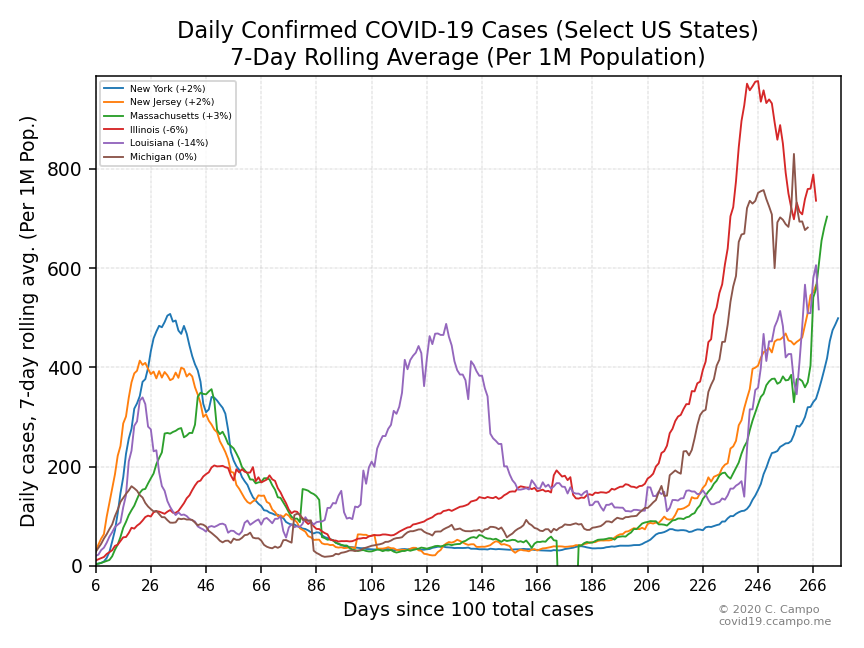 Daily Confirmed COVID-19 Cases (Select US States)
7-Day Rolling Average (Per 1M Population)
New York (+2%)
New Jersey (+2%)
Massachusetts (+3%)
Illinois (-6%)
Louisiana (-14%)
Michigan (0%)
Daily cases, 7-day rolling avg. (Per 1M Pop.)
800
600
400
200
0
6 26 46 66 86 106 126 146 166 186 206 226 246 266
Days since 100 total cases
© 2020 C. Campo
covid19.ccampo.me